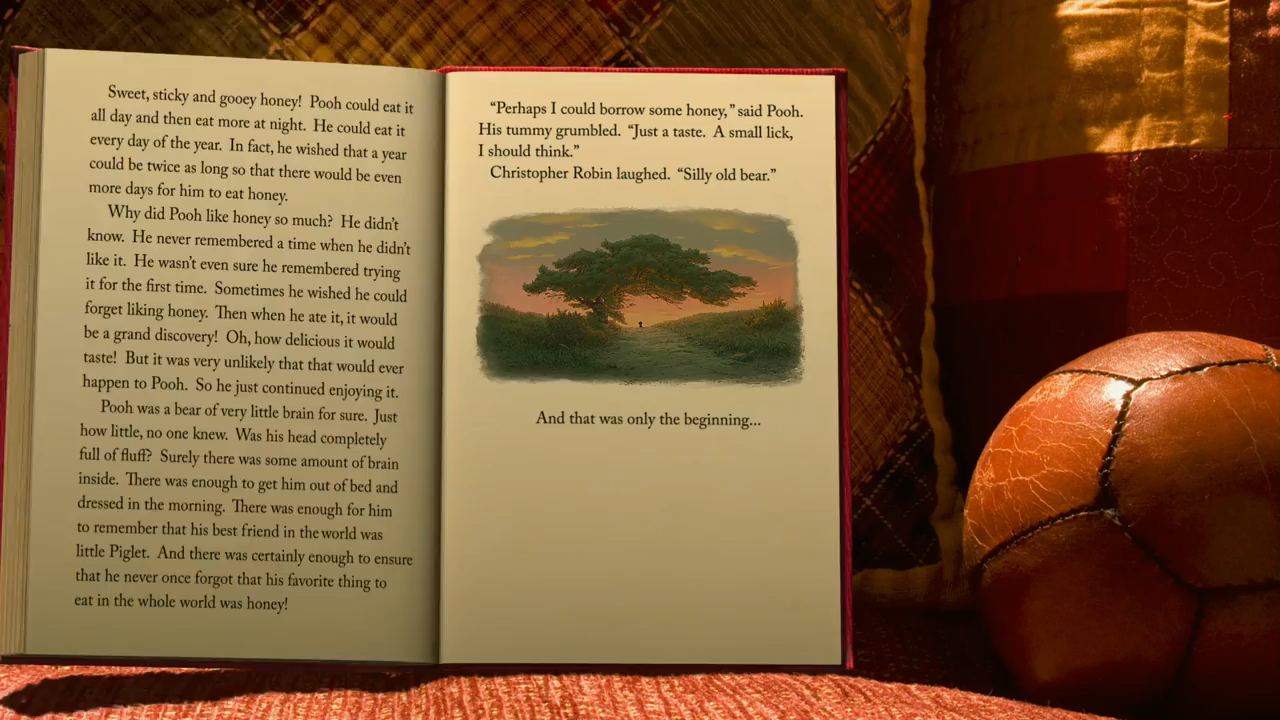 Sweet, sticky and gooey honey! Pooh could eat it
all day and then eat more at night. He could eat it
every day of the year. In fact, he wished that a year
could be twice as long so that there would be even
more days for him to eat honey.
Why did Pooh like honey so much? He didn't
know. He never remembered a time when he didn't
like it. He wasn't even sure he remembered trying
it for the first time. Sometimes he wished he could
forget liking honey. Then when he ate it, it would
be a grand discovery! Oh, how delicious it would
taste! But it was very unlikely that that would ever
happen to Pooh. So he just continued enjoying it.
Pooh was a bear of very little brain for sure. Just
how little, no one knew. Was his head completely
full of fluff? Surely there was some amount of brain
inside. There was enough to get him out of bed and
dressed in the morning. There was enough for him
to remember that his best friend in the world was
little Piglet. And there was certainly enough to ensure
that he never once forgot that his favorite thing to
eat in the whole world was honey!
“Perhaps I could borrow some honey,” said Pooh.
His tummy grumbled. “Just a taste. A small lick,
I should think.”
Christopher Robin laughed. “Silly old bear.”
And that was only the beginning...